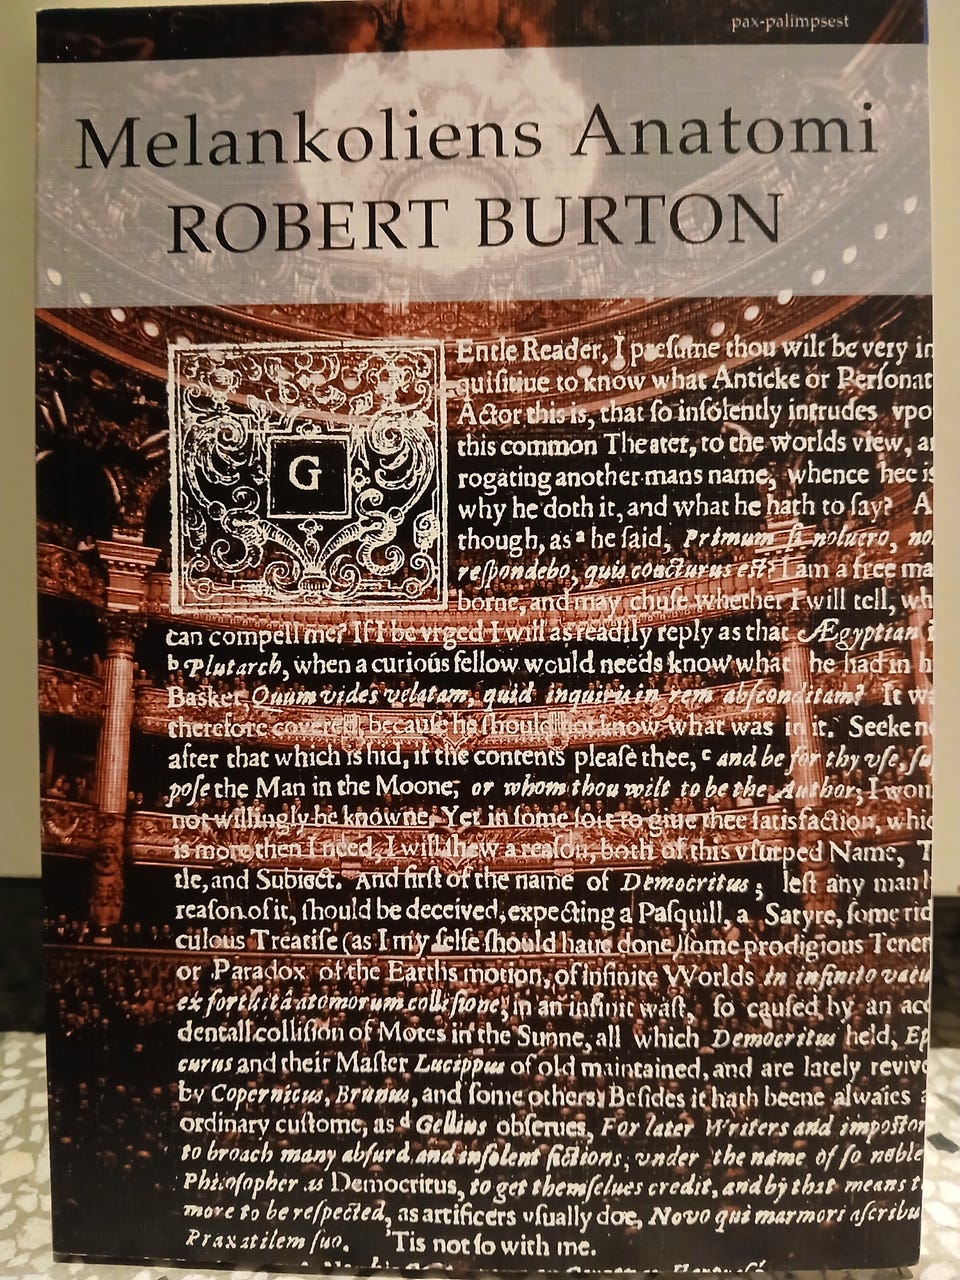 pax-palimpsest
Melankoliens Anatomi
ROBERT BURTON
G
Entle Reader, I preſume thou wilt be very in
quiſitiue to know what Anticke or Perſonat
Actor this is, that ſo inſolently intrudes vpo
this common Theater, to the worlds view, a
rogating another mans name, whence hee is
why he doth it, and what he hath to ſay? A
though, as a he ſaid, Primum ſi noluero, no
reſpondebo, quis coacturus eſt? I am a free ma
borne, and may chuſe whether I will tell, wh
can compell me? If I be vrged I will as readily reply as that Ægyptian i
b Plutarch, when a curious fellow would needs know what he had in h
Basket, Quum vides velatam, quid inquiris in rem abſconditam? It wa
therefore covered, becauſe he ſhould not know what was in it. Seeke no
after that which is hid, if the contents pleaſe thee, c and be for thy vſe, ſu
poſe the Man in the Moone, or whom thou wilt to be the Author; I woul
not willingly be knowne. Yet in ſome ſort to giue thee ſatisfaction, whic
is more then I need, I will ſhew a reaſon, both of this vſurped Name, T
tle, and Subiect. And firſt of the name of Democritus; leſt any man b
reaſon of it, ſhould be deceived, expecting a Paſquill, a Satyre, ſome rid
culous Treatiſe (as I my ſelfe ſhould haue done) ſome prodigious Tenen
or Paradox of the Earths motion, of Infinite Worlds in infinito vacu
ex fortuitâ atomorum colliſione, in an infinit waſt, ſo cauſed by an acc
dentall colliſion of Motes in the Sunne, all which Democritus held, Ep
curus and their Maſter Lucippus of old maintained, and are lately revive
by Copernicus, Brunus, and ſome others. Beſides it hath beene alwaies a
ordinary cuſtome, as d Gellius obſerues, For later Writers and impoſtor
to broach many abſurd and inſolent fictions, vnder the name of ſo noble
Philoſopher as Democritus, to get themſelues credit, and by that means t
more to be reſpected, as artificers vſually doe, Novo qui marmori aſcribu
Praxatilem ſuo. 'Tis not ſo with me.